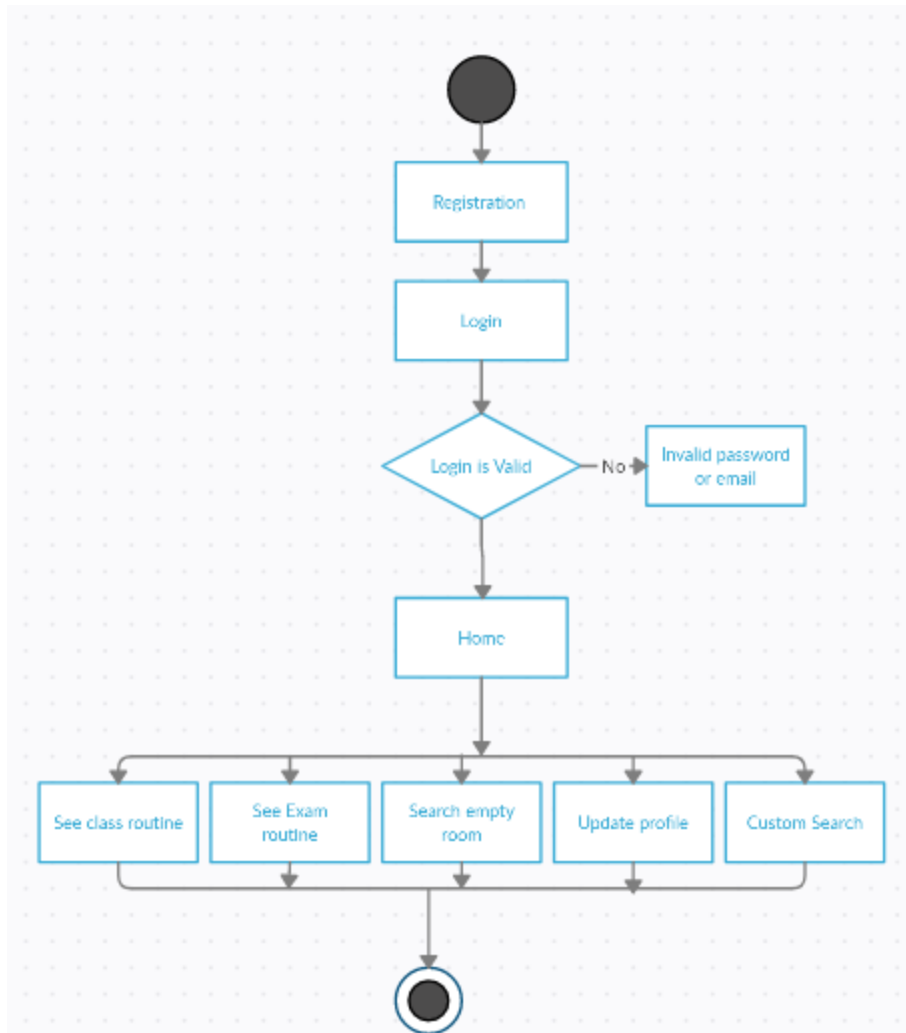 Registration
Login
Login is Valid
No
Invalid password
or email
Home
See class routine
See Exam
routine
Search empty
room
Update profile
Custom Search